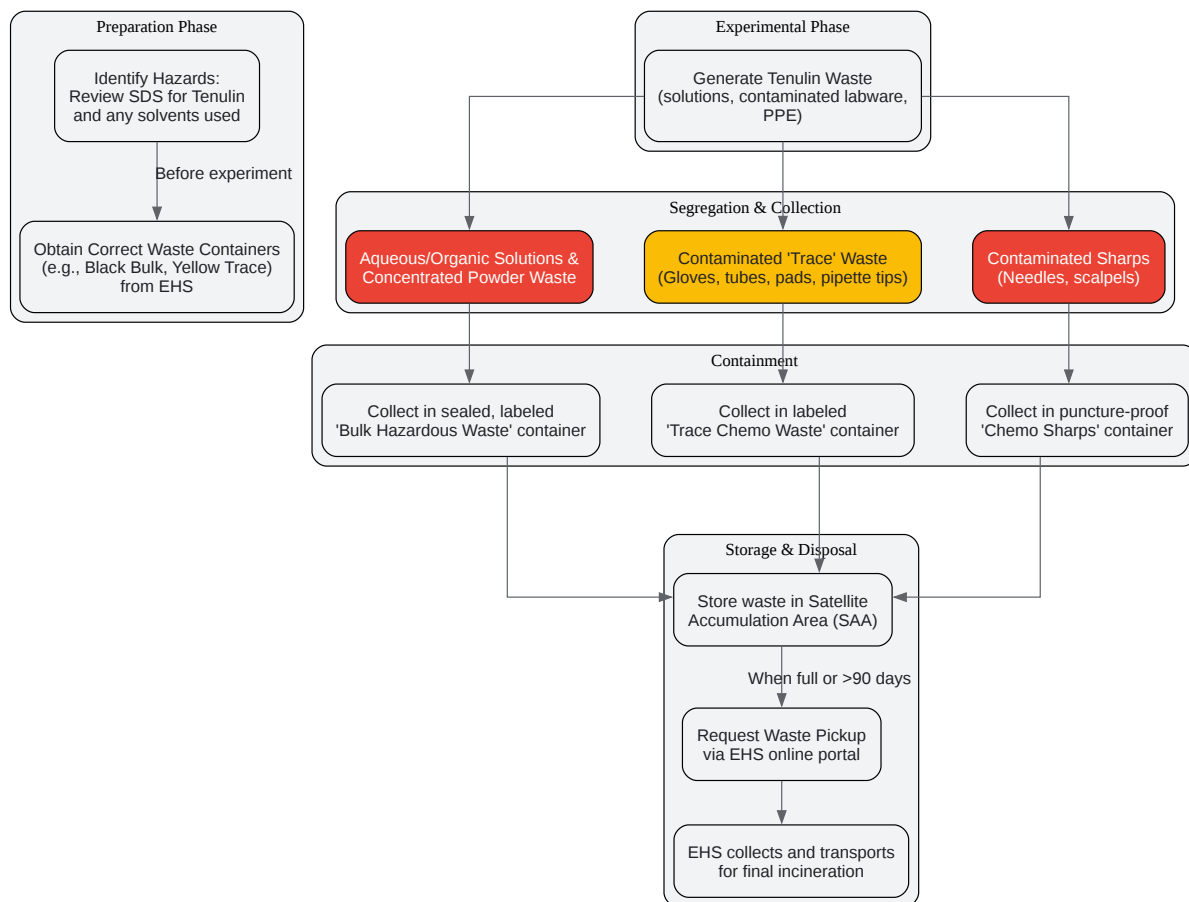 Preparation Phase
Identify Hazards:
Review SDS for Tenulin
and any solvents used
Before experiment
Obtain Correct Waste Containers
(e.g., Black Bulk, Yellow Trace)
from EHS
Experimental Phase
Generate Tenulin Waste
(solutions, contaminated labware,
PPE)
Segregation & Collection
Aqueous/Organic Solutions &
Concentrated Powder Waste
Contaminated 'Trace' Waste
(Gloves, tubes, pads, pipette tips)
Contaminated Sharps
(Needles, scalpels)
Containment
Collect in sealed, labeled
'Bulk Hazardous Waste' container
Collect in labeled
'Trace Chemo Waste' container
Collect in puncture-proof
'Chemo Sharps' container
Storage & Disposal
Store waste in Satellite
Accumulation Area (SAA)
When full or >90 days
Request Waste Pickup
via EHS online portal
EHS collects and transports
for final incineration